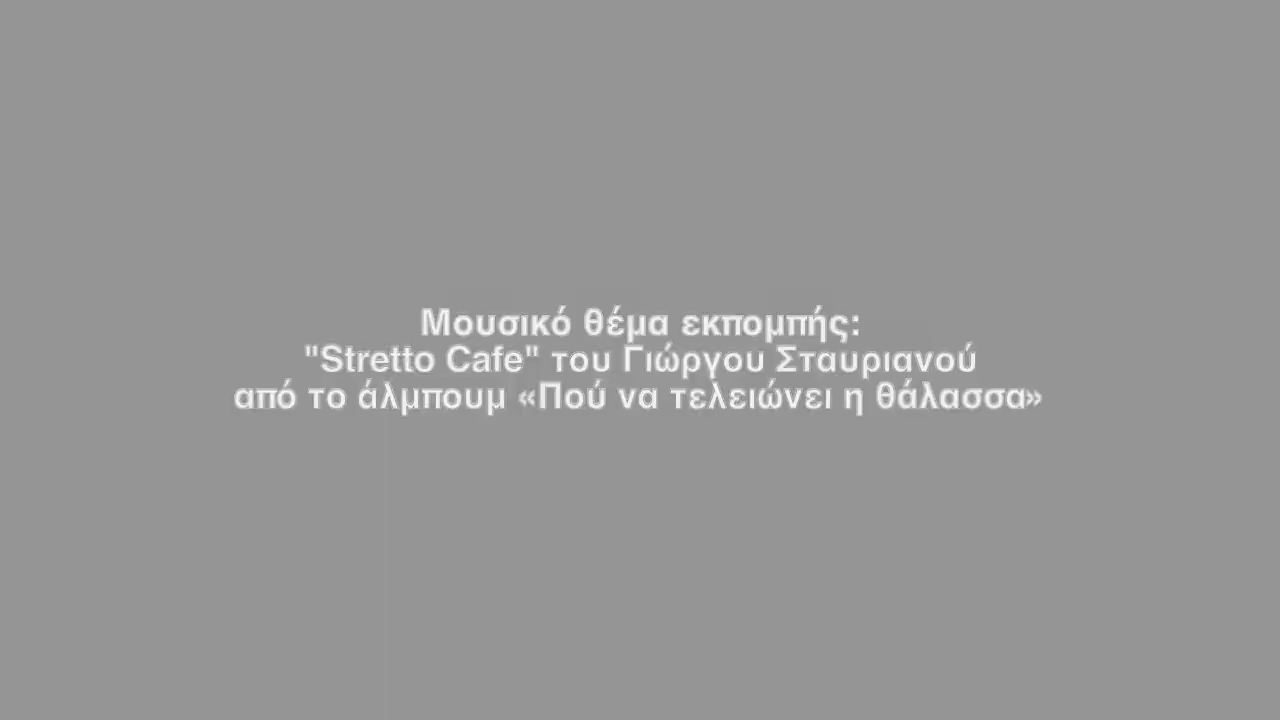 Μουσικό θέμα εκπομπής:
"Stretto Cafe" του Γιώργου Σταυριανού
από το άλμπουμ «Πού να τελειώνει η θάλασσα»